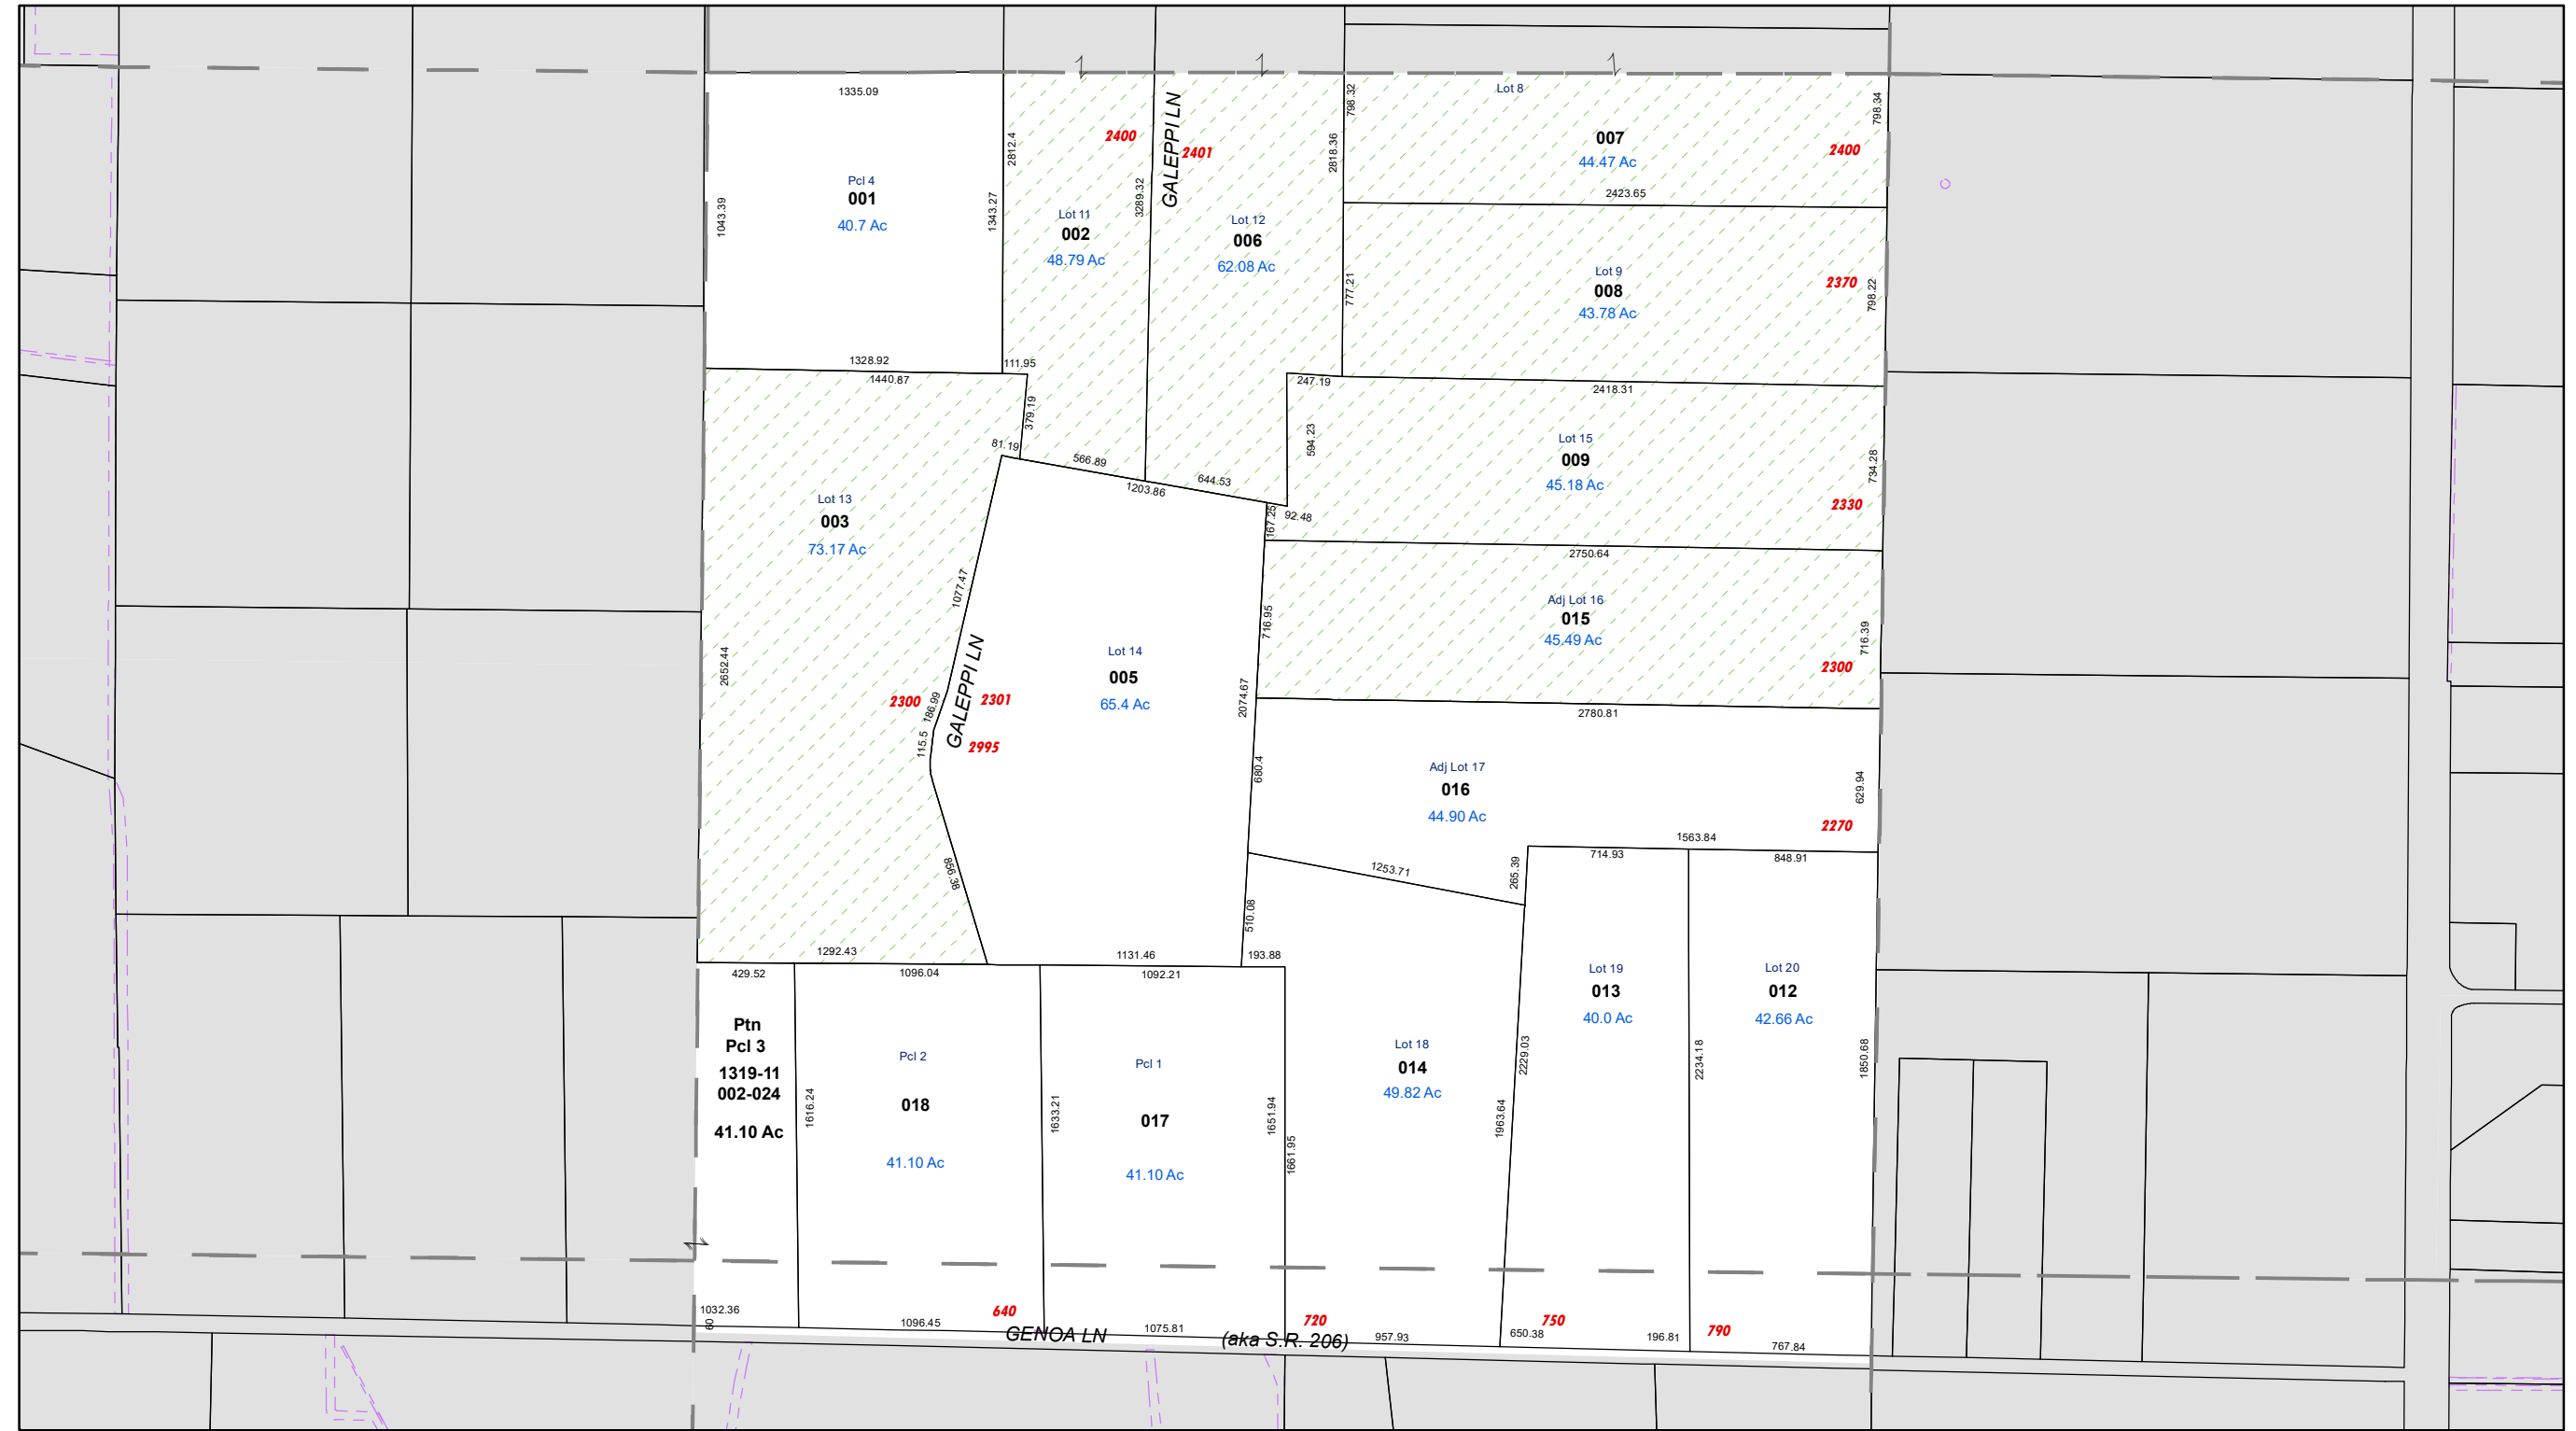 1335.09
Pcl 4
001
40.7 Ac
1043.39
1343.27
2812.4
1328.92
111.95
2400
Lot 11
002
48.79 Ac
3289.32
GALEPPI LN
2401
Lot 12
006
62.08 Ac
2818.36
798.32
Lot 8
007
44.47 Ac
2400
798.34
2423.65
Lot 9
008
43.78 Ac
2370
777.21
798.22
247.19
2418.31
1440.87
379.19
81.19
566.89
1203.86
644.53
594.23
92.48
167.25
Lot 15
009
45.18 Ac
2330
734.28
2750.64
Lot 13
003
73.17 Ac
2652.44
2300
1077.47
186.99
115.5
856.38
GALEPPI LN
2301
2995
Lot 14
005
65.4 Ac
2074.67
716.95
Adj Lot 16
015
45.49 Ac
2300
716.39
2780.81
680.4
Adj Lot 17
016
44.90 Ac
2270
629.94
1563.84
1253.71
265.39
714.93
848.91
510.08
1292.43
1131.46
193.88
429.52
1096.04
1092.21
Ptn
Pcl 3
1319-11
002-024
41.10 Ac
1616.24
Pcl 2
018
41.10 Ac
1633.21
Pcl 1
017
41.10 Ac
1651.94
1661.95
Lot 18
014
49.82 Ac
1963.64
2229.03
Lot 19
013
40.0 Ac
2234.18
Lot 20
012
42.66 Ac
1850.68
1032.36
60
1096.45
640
GENOA LN
1075.81
(aka S.R. 206)
720
957.93
650.38
750
196.81
790
767.84